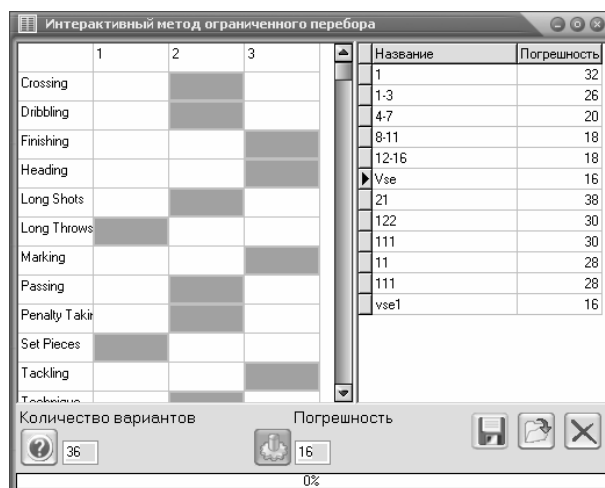 Интерактивный метод ограниченного перебора
1 2 3
Crossing
Dribbling
Finishing
Heading
Long Shots
Long Throws
Marking
Passing
Penalty Takir
Set Pieces
Tackling
Technique
Название Погрешность
1 32
1-3 26
4-7 20
8-11 18
12-16 18
Vse 16
21 38
122 30
111 30
11 28
111 28
vse1 16
Количество вариантов Погрешность
36 16
0%